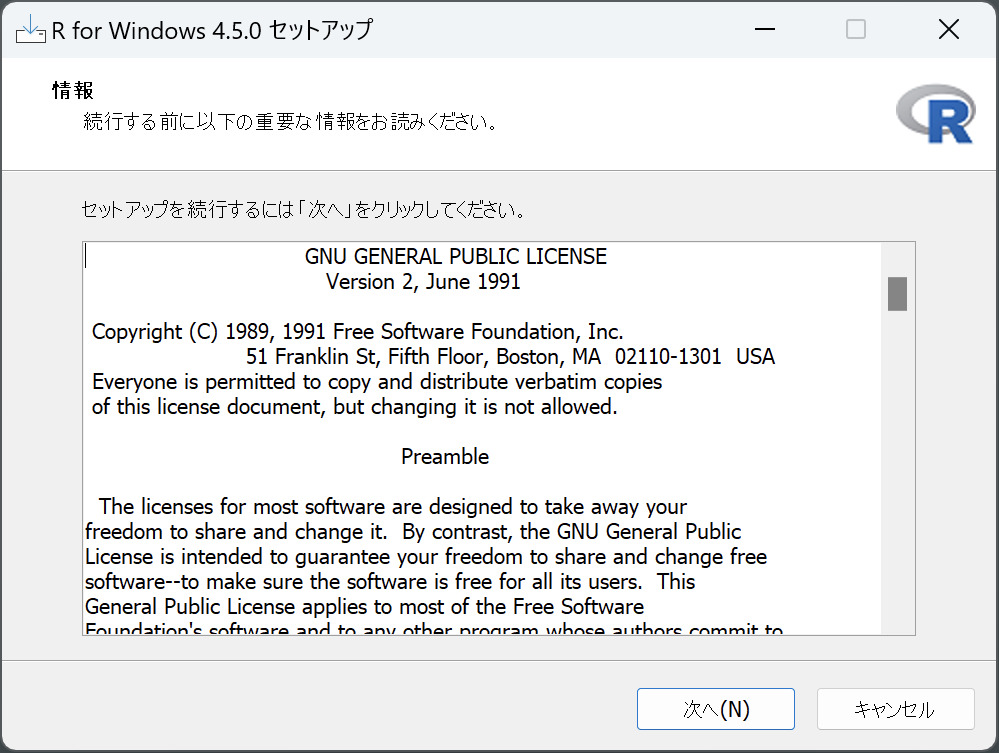 R for Windows 4.5.0 セットアップ
情報
続行する前に以下の重要な情報をお読みください。
R
セットアップを続行するには「次へ」をクリックしてください。
GNU GENERAL PUBLIC LICENSE
Version 2, June 1991
Copyright (C) 1989, 1991 Free Software Foundation, Inc.
51 Franklin St, Fifth Floor, Boston, MA  02110-1301  USA
Everyone is permitted to copy and distribute verbatim copies
of this license document, but changing it is not allowed.
Preamble
The licenses for most software are designed to take away your
freedom to share and change it.  By contrast, the GNU General Public
License is intended to guarantee your freedom to share and change free
software--to make sure the software is free for all its users.  This
General Public License applies to most of the Free Software
Foundation's software and to any other program whose authors commit to
次へ(N)
キャンセル